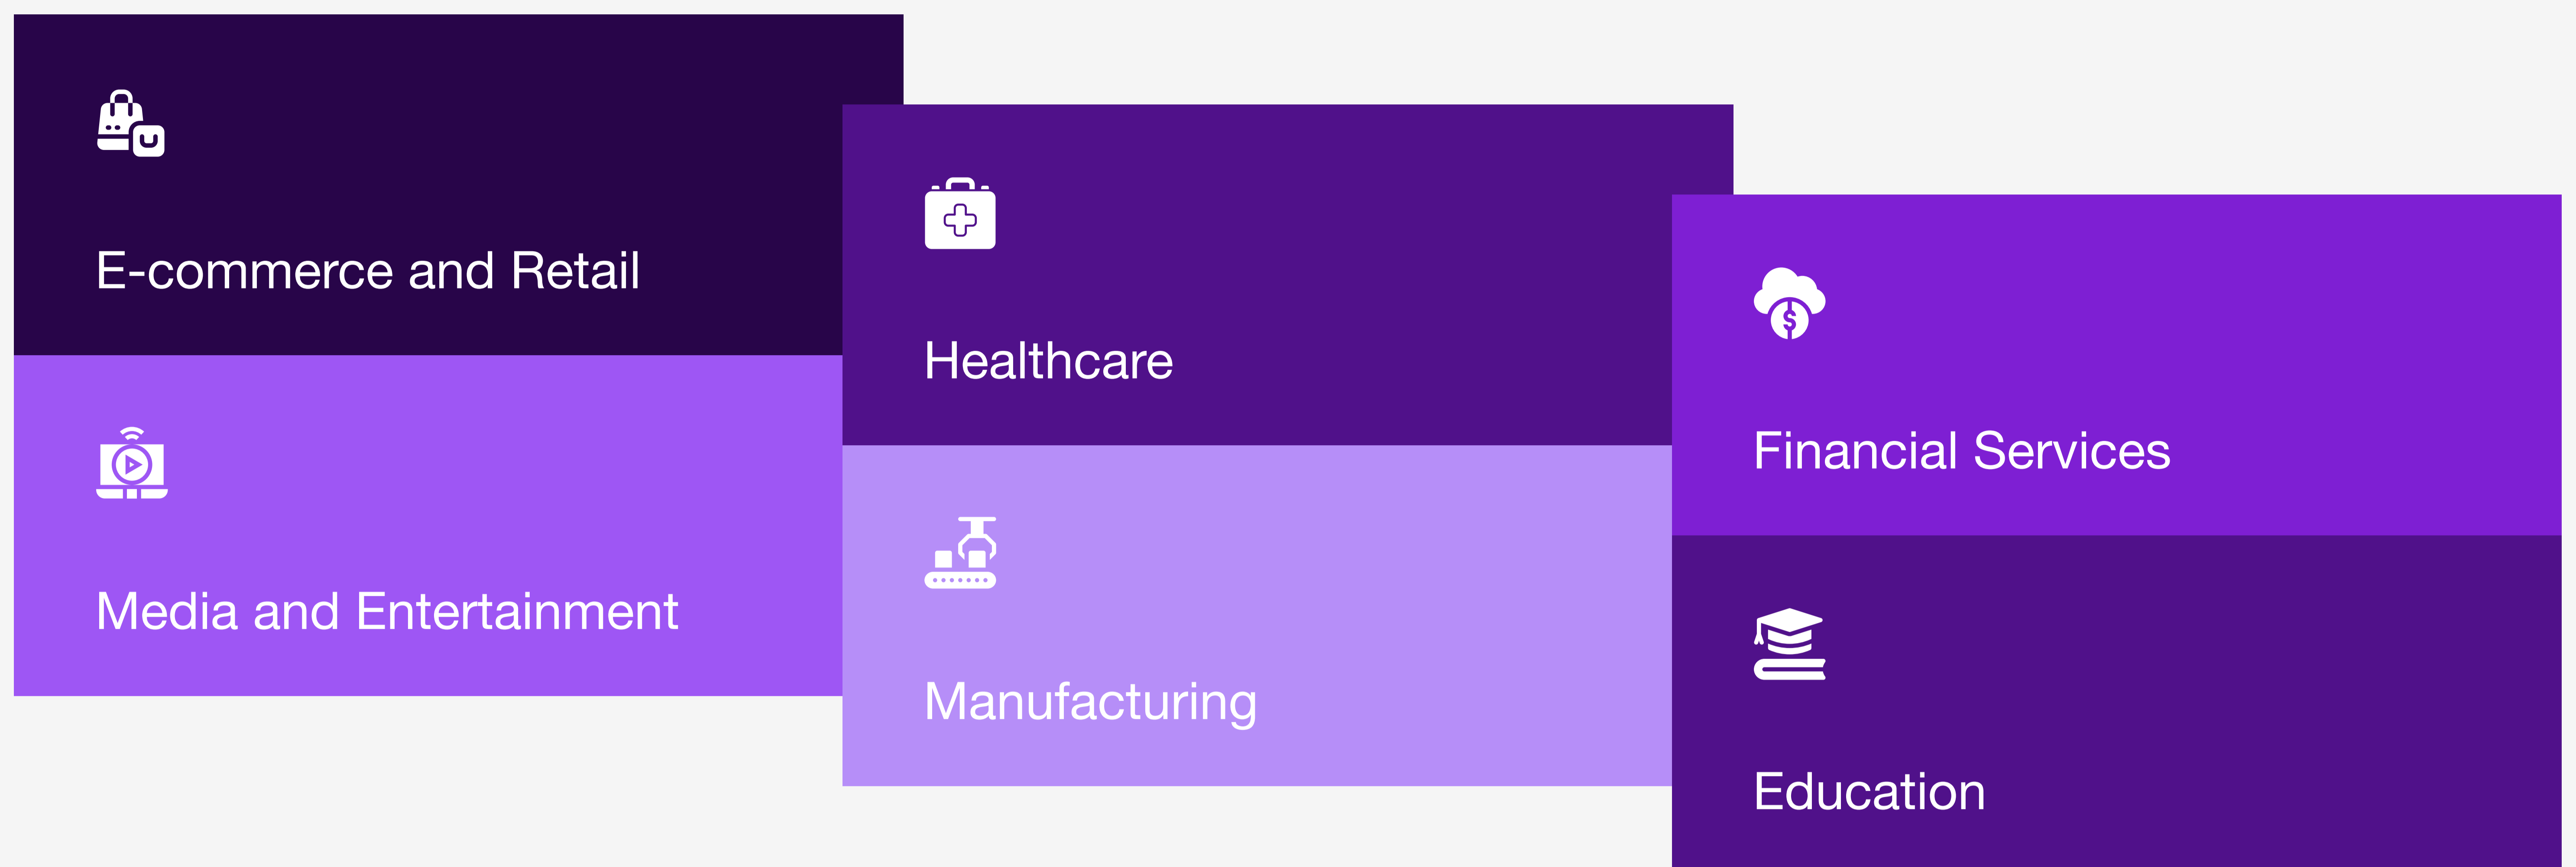 E-commerce and Retail
Healthcare
Financial Services
Media and Entertainment
Manufacturing
Education